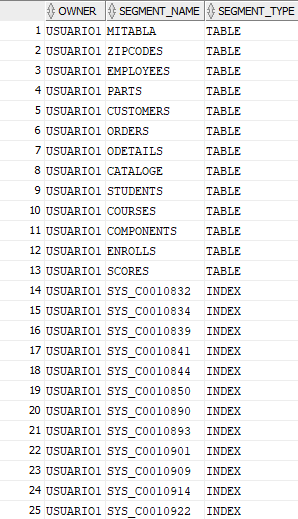 OWNER SEGMENT_NAME SEGMENT_TYPE
1 USUARIO1 MITABLA TABLE
2 USUARIO1 ZIPCODES TABLE
3 USUARIO1 EMPLOYEES TABLE
4 USUARIO1 PARTS TABLE
5 USUARIO1 CUSTOMERS TABLE
6 USUARIO1 ORDERS TABLE
7 USUARIO1 ODETAILS TABLE
8 USUARIO1 CATALOGE TABLE
9 USUARIO1 STUDENTS TABLE
10 USUARIO1 COURSES TABLE
11 USUARIO1 COMPONENTS TABLE
12 USUARIO1 ENROLLS TABLE
13 USUARIO1 SCORES TABLE
14 USUARIO1 SYS_C0010832 INDEX
15 USUARIO1 SYS_C0010834 INDEX
16 USUARIO1 SYS_C0010839 INDEX
17 USUARIO1 SYS_C0010841 INDEX
18 USUARIO1 SYS_C0010844 INDEX
19 USUARIO1 SYS_C0010850 INDEX
20 USUARIO1 SYS_C0010890 INDEX
21 USUARIO1 SYS_C0010893 INDEX
22 USUARIO1 SYS_C0010901 INDEX
23 USUARIO1 SYS_C0010909 INDEX
24 USUARIO1 SYS_C0010914 INDEX
25 USUARIO1 SYS_C0010922 INDEX